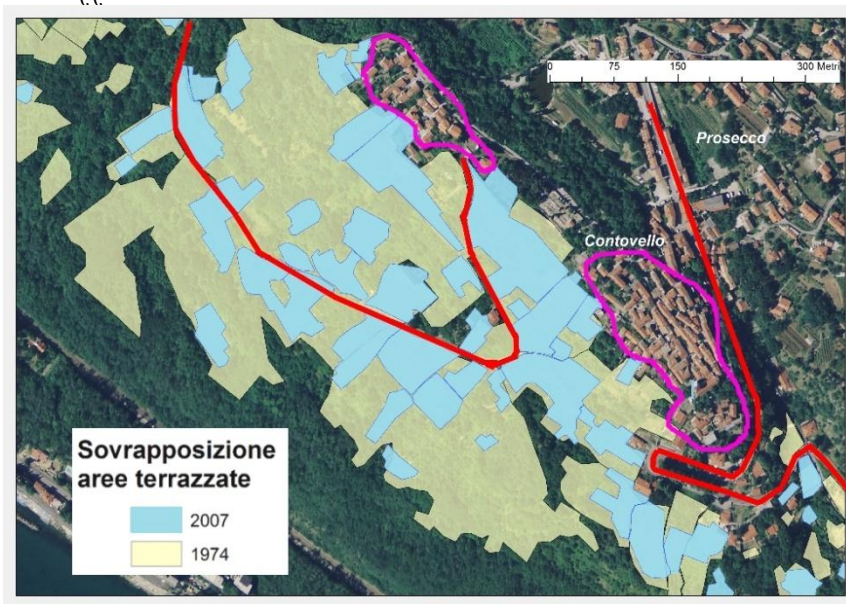 0 75 150 300 Metri
Prosecco
Contovello
Sovrapposizione
aree terrazzate
2007
1974